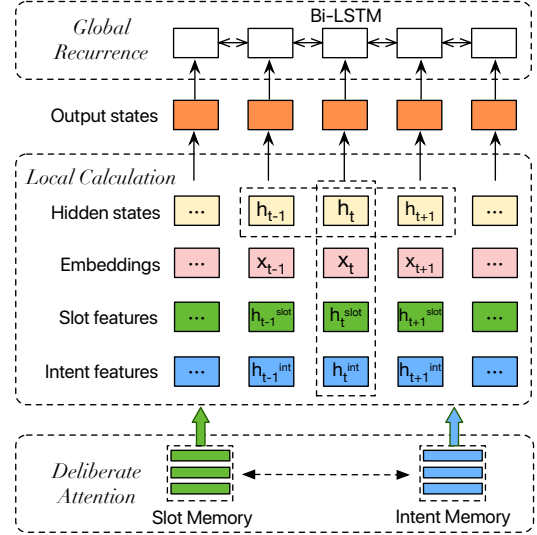 Bi-LSTM
Global
Recurrence
Output states
Local Calculation
Hidden states ... h_{t-1} h_t h_{t+1} ...
Embeddings ... x_{t-1} x_t x_{t+1} ...
Slot features ... h_{t-1}^{slot} h_t^{slot} h_{t+1}^{slot} ...
Intent features ... h_{t-1}^{int} h_t^{int} h_{t+1}^{int} ...
Deliberate
Attention
Slot Memory Intent Memory